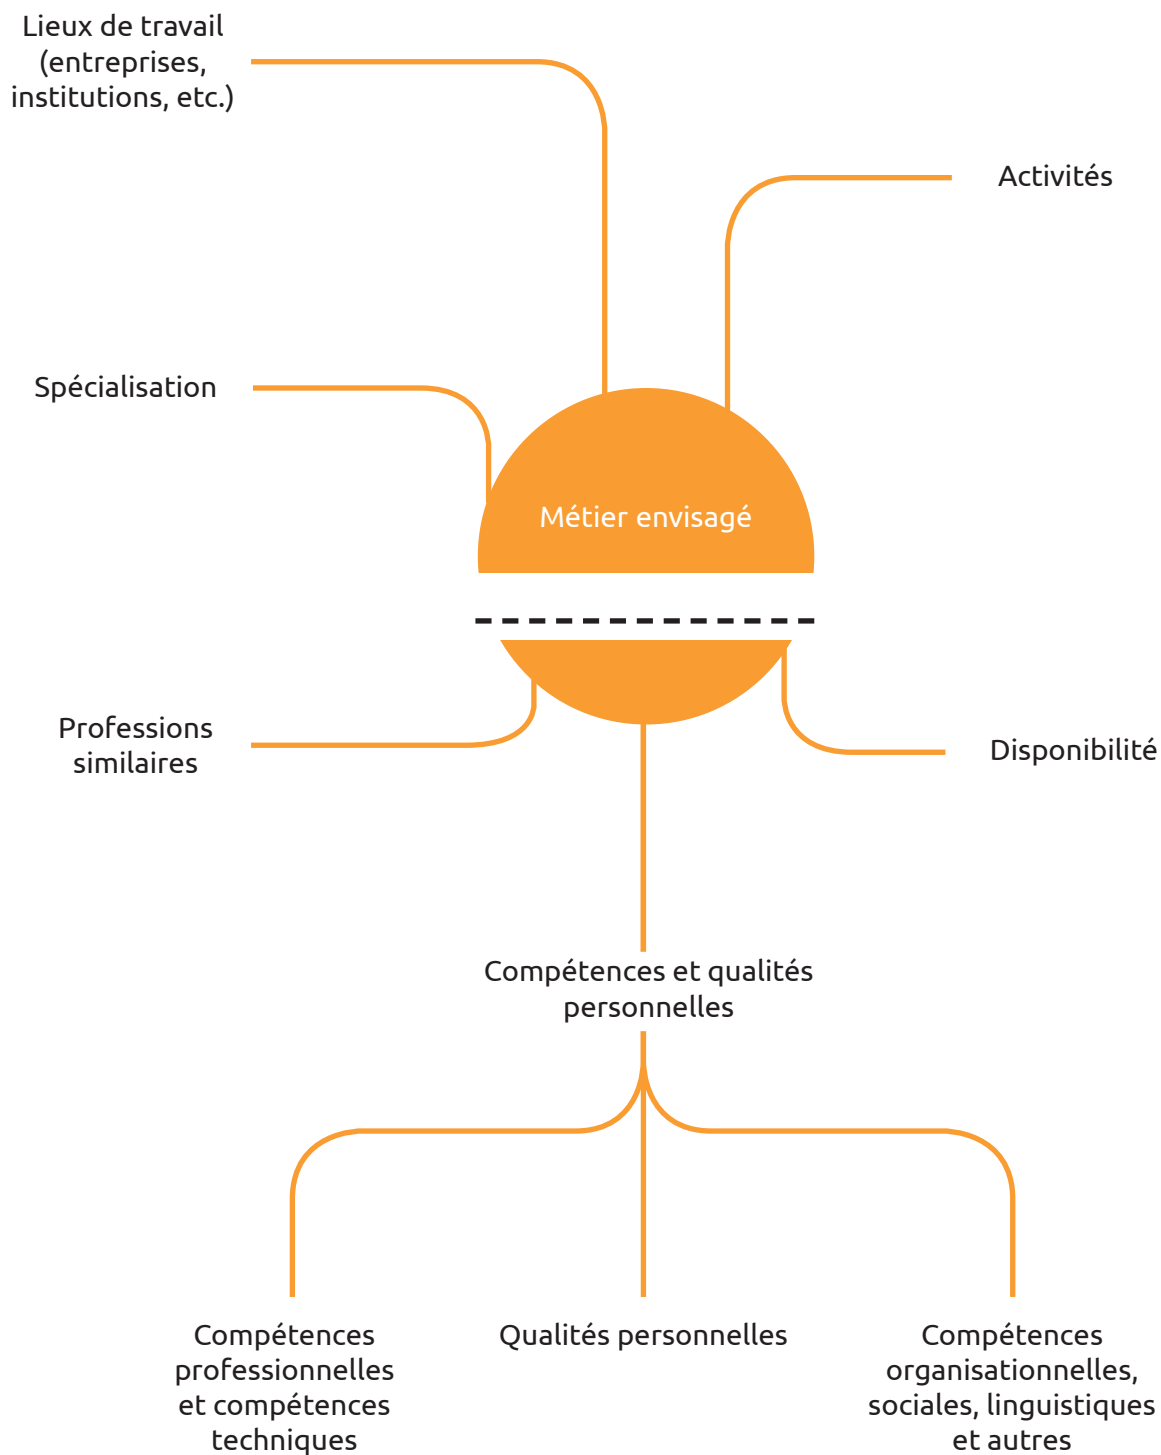 Lieux de travail
(entreprises,
institutions, etc.)
Activités
Spécialisation
Métier envisagé
Professions
similaires
Disponibilité
Compétences et qualités
personnelles
Compétences
professionnelles
et compétences
techniques
Qualités personnelles
Compétences
organisationnelles,
sociales, linguistiques
et autres